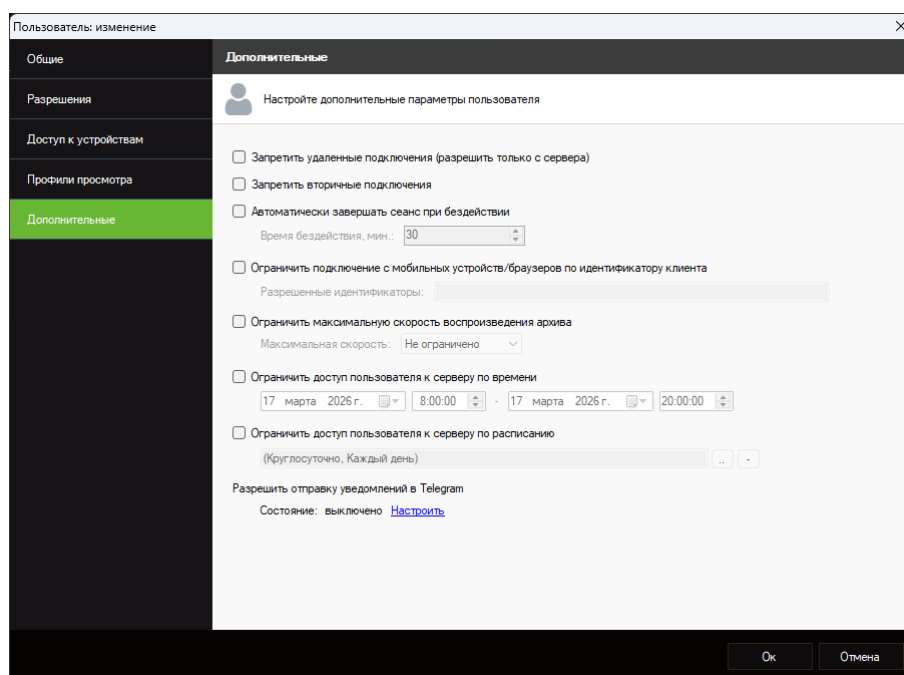 Пользователь: изменение
Общие
Разрешения
Доступ к устройствам
Профили просмотра
Дополнительные
Дополнительные
Настройте дополнительные параметры пользователя
Запретить удаленные подключения (разрешить только с сервера)
Запретить вторичные подключения
Автоматически завершать сеанс при бездействии
Время бездействия, мин.: 30
Ограничить подключение с мобильных устройств/браузеров по идентификатору клиента
Разрешенные идентификаторы:
Ограничить максимальную скорость воспроизведения архива
Максимальная скорость: Не ограничено
Ограничить доступ пользователя к серверу по времени
17 марта 2026 г. 8:00:00 - 17 марта 2026 г. 20:00:00
Ограничить доступ пользователя к серверу по расписанию
(Круглосуточно, Каждый день) .. -
Разрешить отправку уведомлений в Telegram
Состояние: выключено Настроить
Ок Отмена